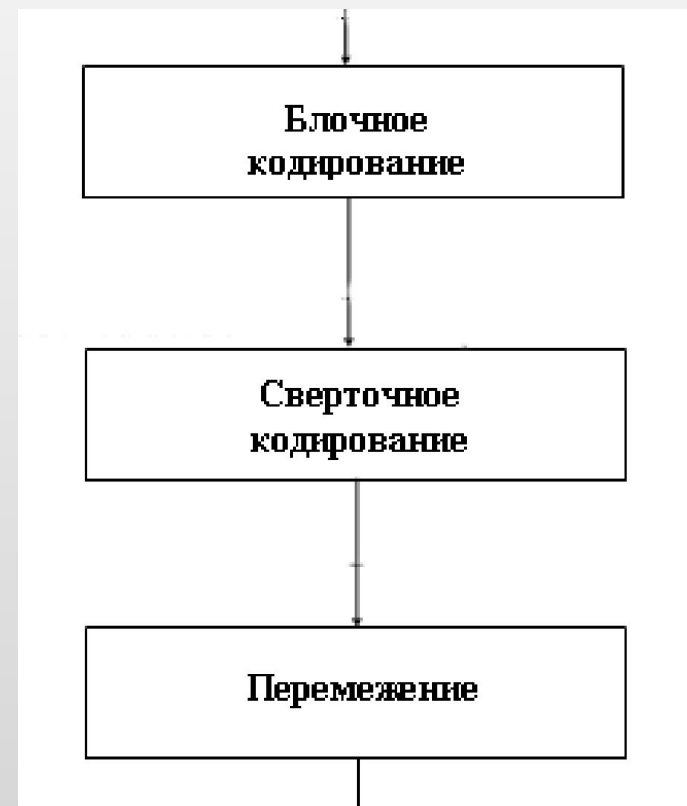 Блочное
кодирование
Сверточное
кодирование
Перемежение